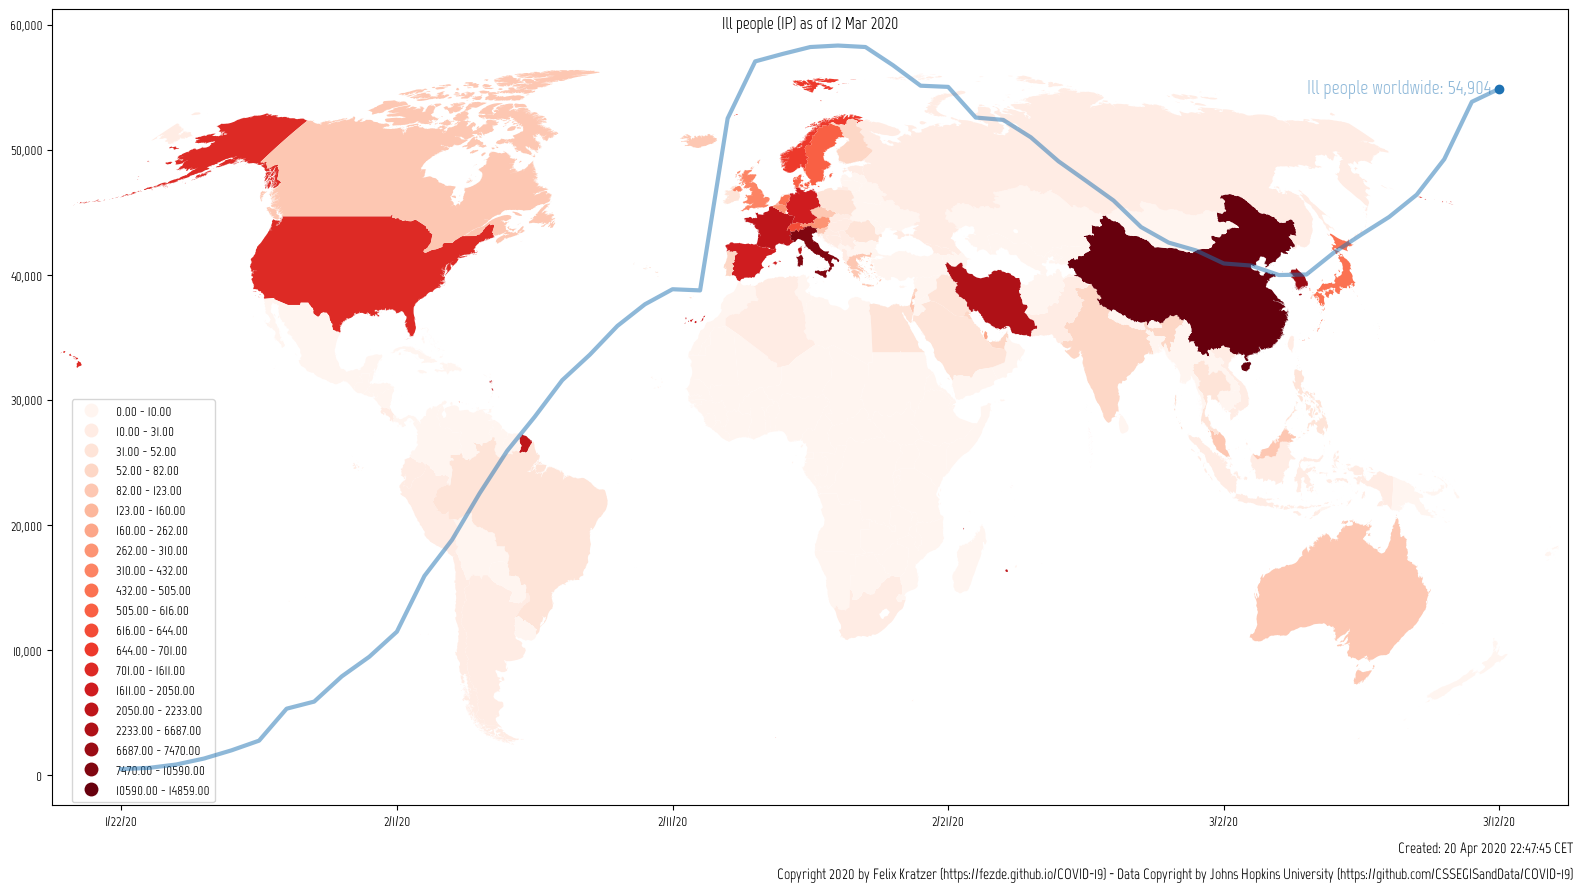 Ill people (IP) as of 12 Mar 2020
60,000
50,000
40,000
30,000
20,000
10,000
0
Ill people worldwide: 54,904
0.00 - 10.00
10.00 - 31.00
31.00 - 52.00
52.00 - 82.00
82.00 - 123.00
123.00 - 160.00
160.00 - 262.00
262.00 - 310.00
310.00 - 432.00
432.00 - 505.00
505.00 - 616.00
616.00 - 644.00
644.00 - 701.00
701.00 - 1611.00
1611.00 - 2050.00
2050.00 - 2233.00
2233.00 - 6687.00
6687.00 - 7470.00
7470.00 - 10590.00
10590.00 - 14859.00
1/22/20
2/1/20
2/11/20
2/21/20
3/2/20
3/12/20
Created: 20 Apr 2020 22:47:45 CET
Copyright 2020 by Felix Kratzer (https://fezde.github.io/COVID-19) - Data Copyright by Johns Hopkins University (https://github.com/CSSEGISandData/COVID-19)